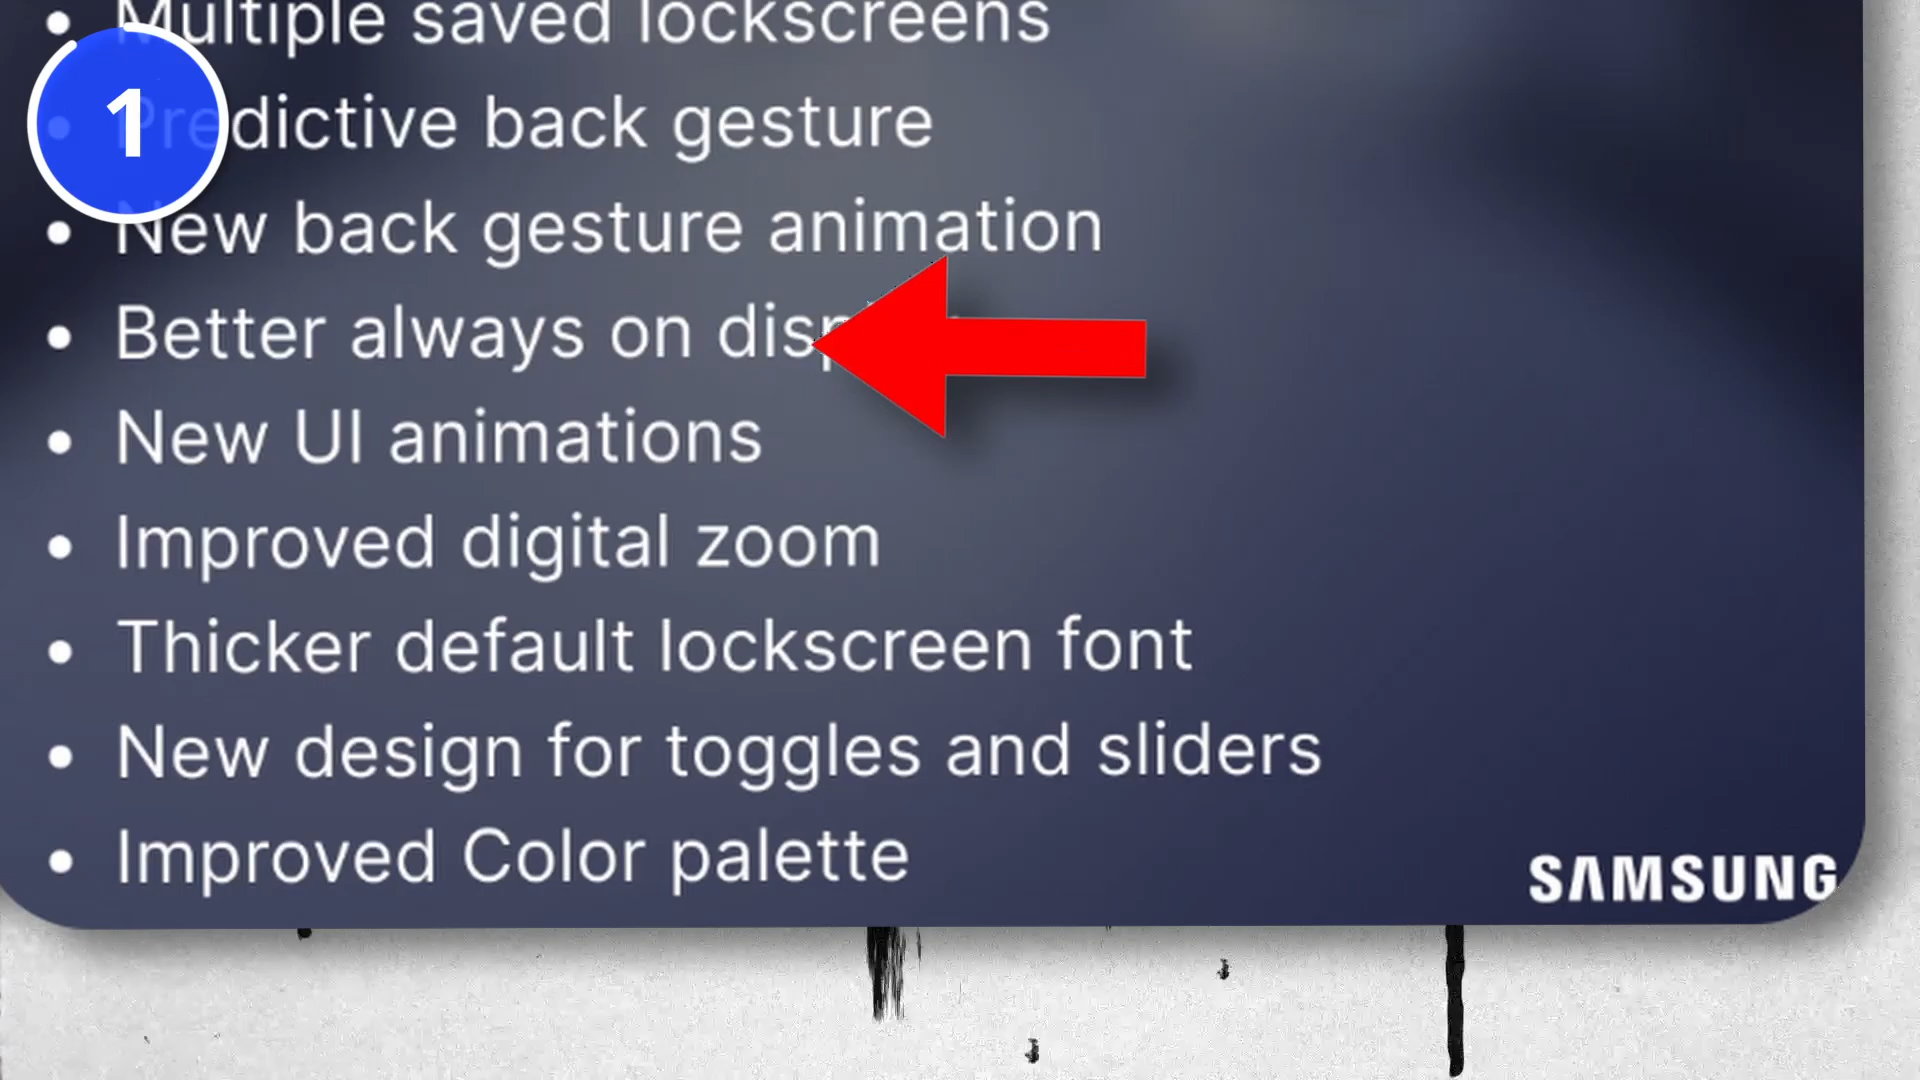 • Multiple saved lockscreens
1
• Predictive back gesture
• New back gesture animation
• Better always on
• New UI animations
• Improved digital zoom
• Thicker default lockscreen font
• New design for toggles and sliders
• Improved Color palette
SAMSUNG